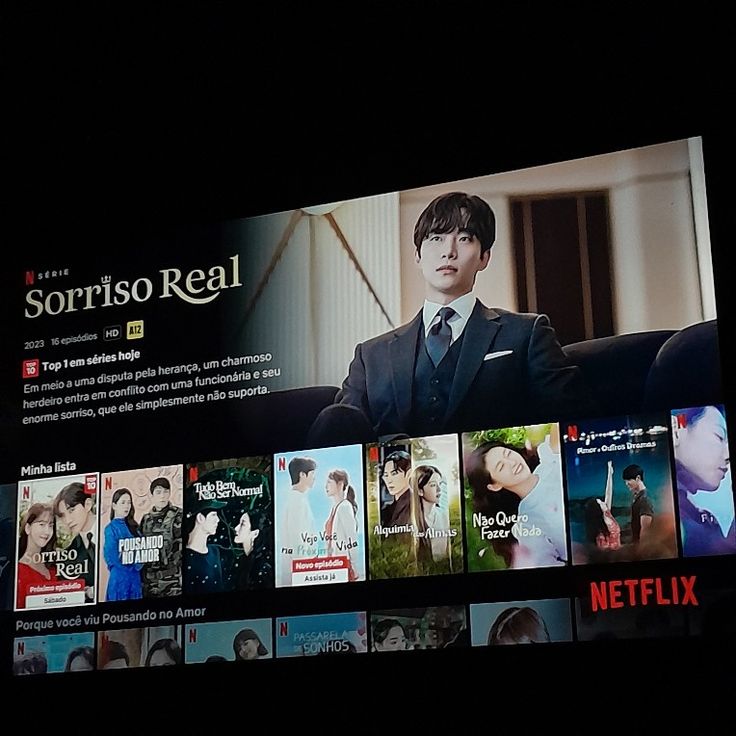 N SÉRIE
Sorriso Real
2023 16 episódios HD A12
TOP 10 Top 1 em séries hoje
Em meio a uma disputa pela herança, um charmoso
herdeiro entra em conflito com uma funcionária e seu
enorme sorriso, que ele simplesmente não suporta.
Minha lista
N
TOP 10
Sorriso
Real
Próximo episódio
Sábado
N
POUSANDO
NO AMOR
N
Tudo Bem
Não Ser Normal
N
Vejo Você
na Próxima Vida
Novo episódio
Assista já
N
Alquimia das Almas
Não Quero
Fazer Nada
N
Amor e Outros Dramas
N
NETFLIX
Porque você viu Pousando no Amor
N
N
N
N
PASSARELA
DE SONHOS
N